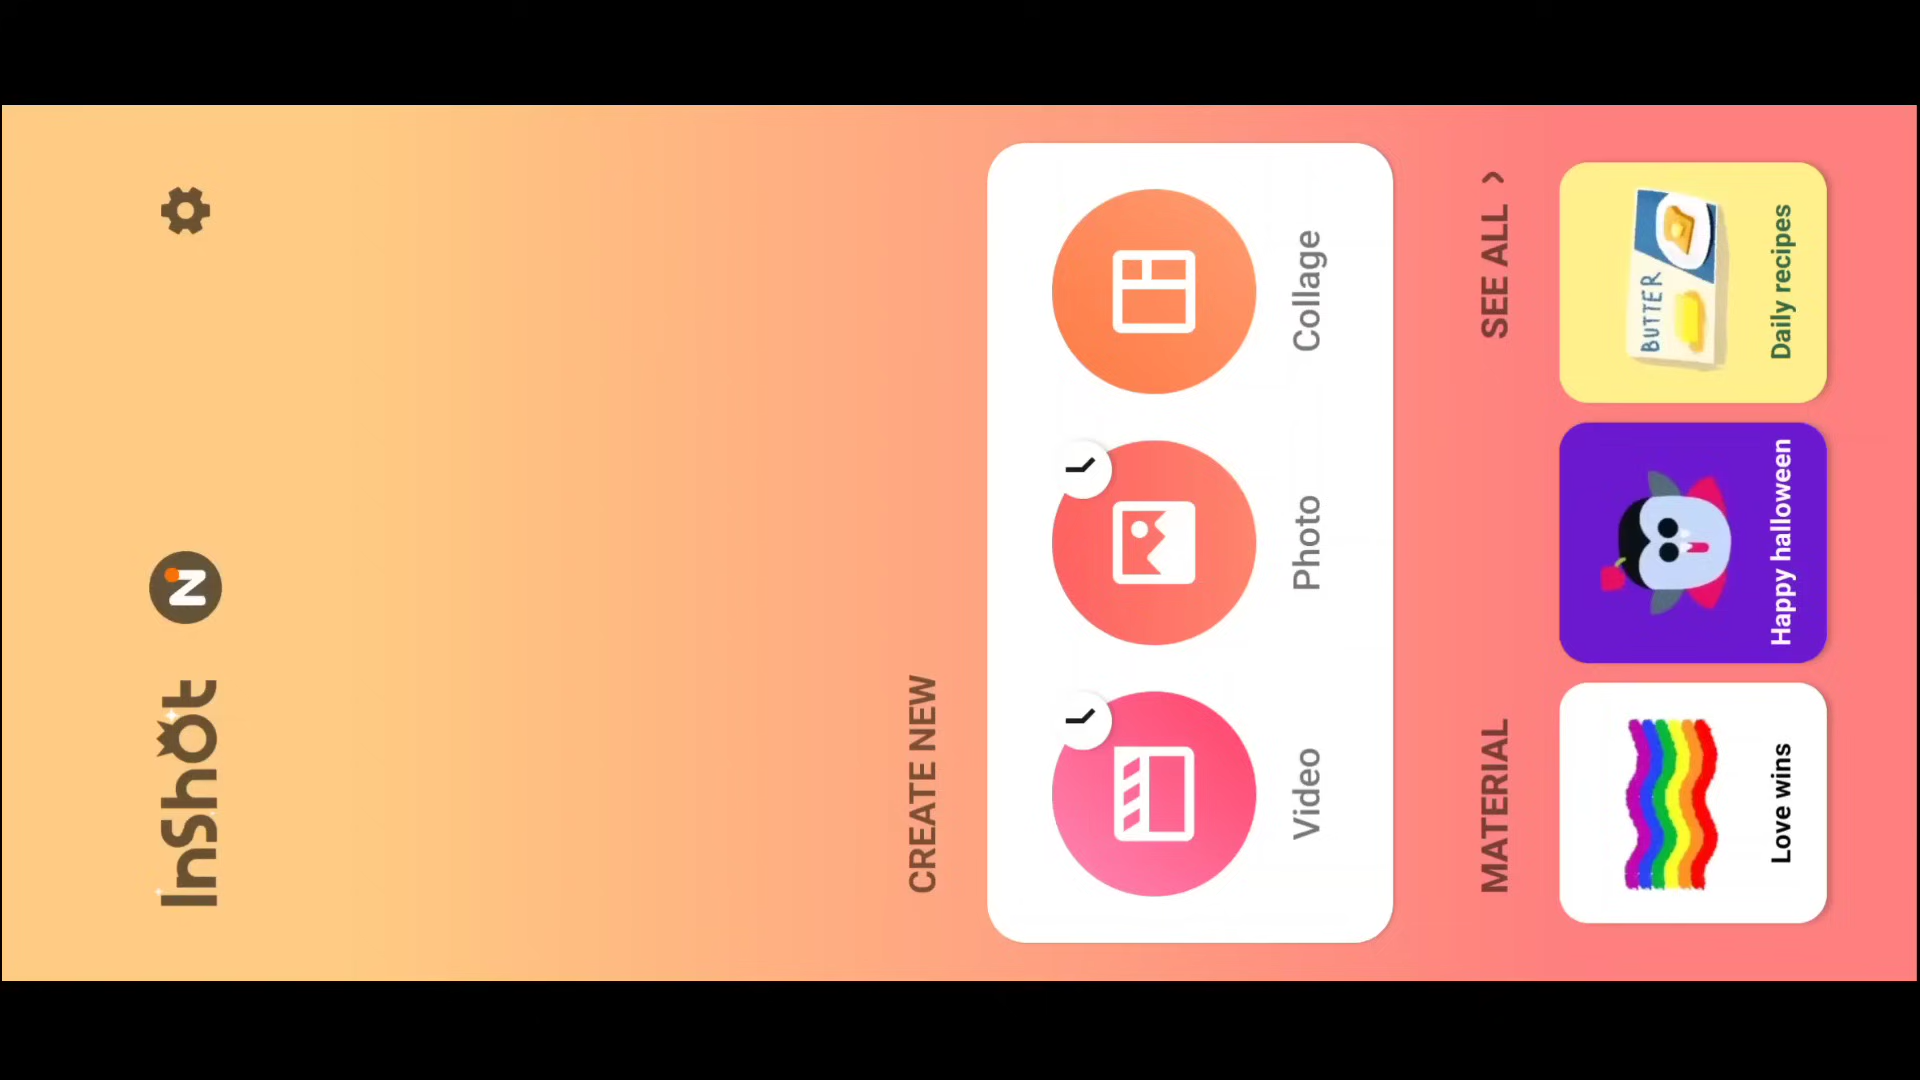 InShOt
N
CREATE NEW
Video
Photo
Collage
MATERIAL
SEE ALL >
Love wins
Happy halloween
BUTTER
Daily recipes